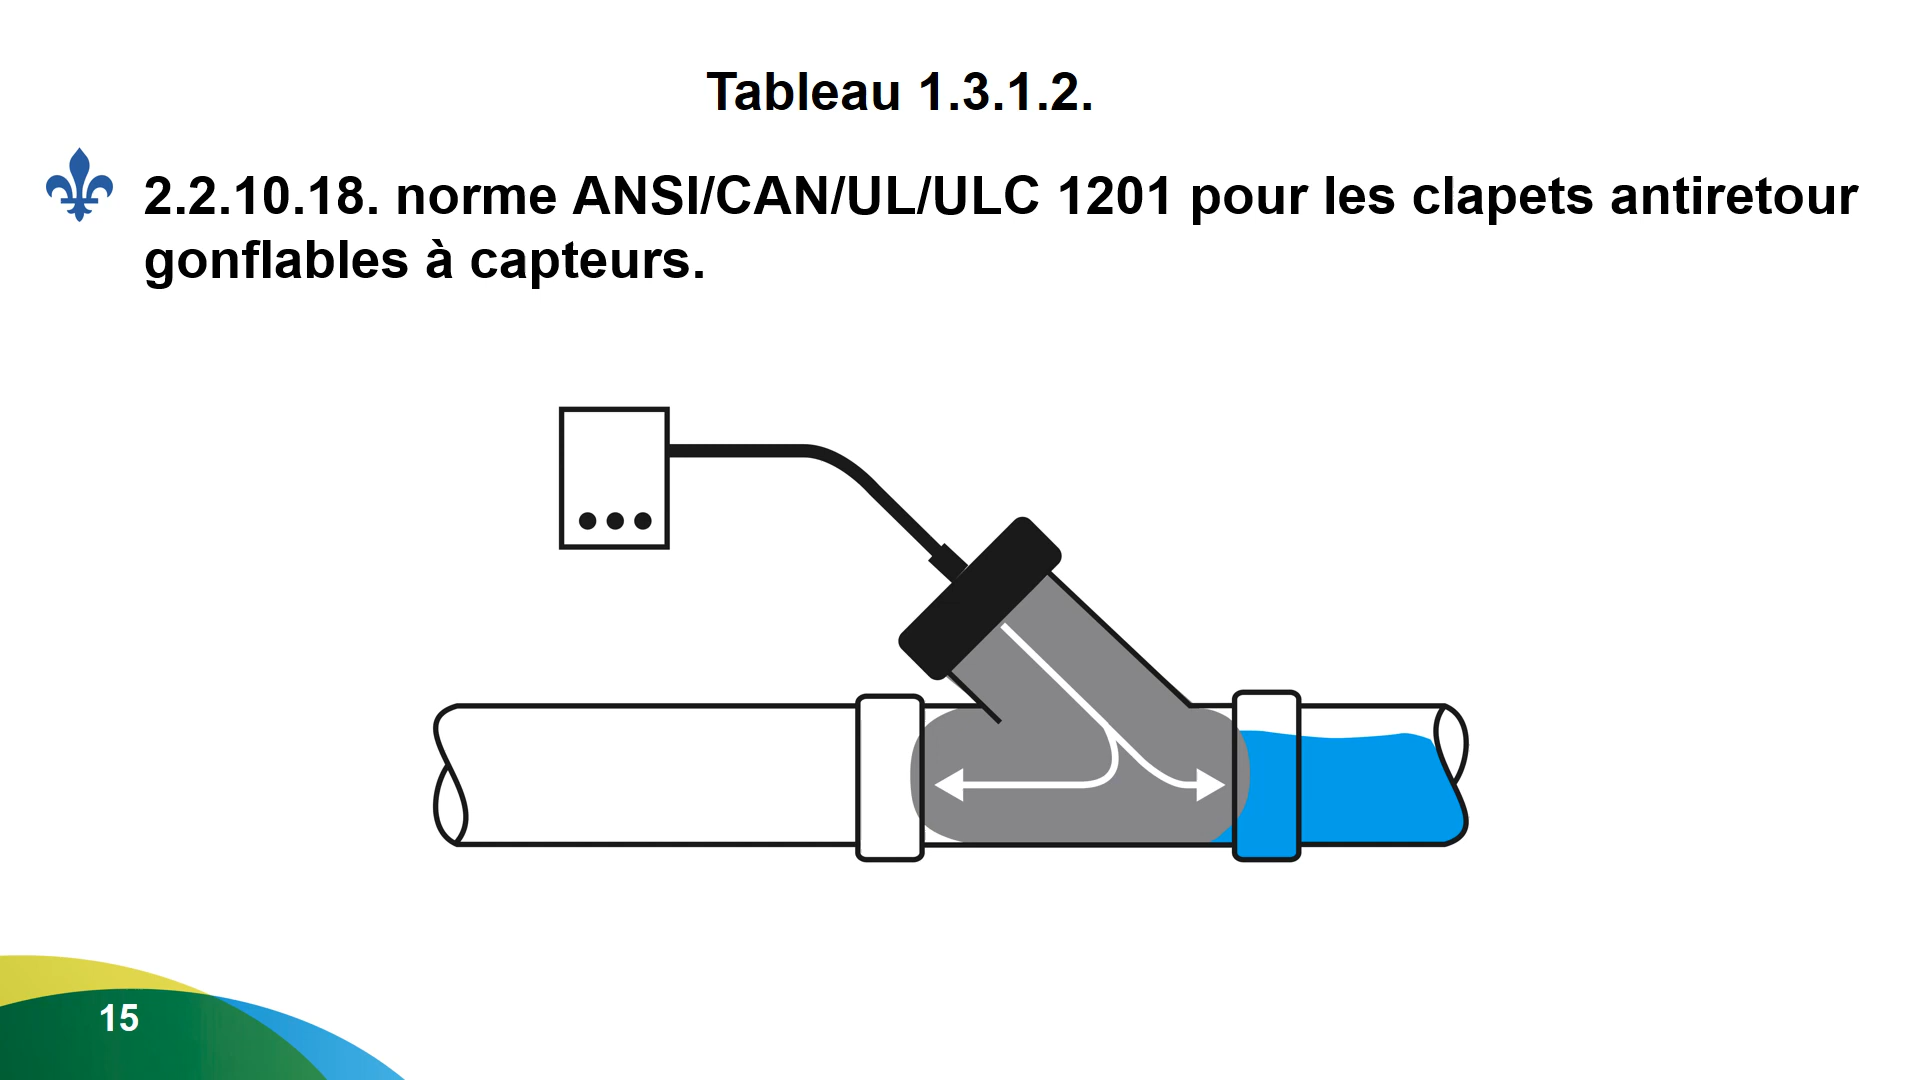 Tableau 1.3.1.2.
2.2.10.18. norme ANSI/CAN/UL/ULC 1201 pour les clapets antiretour
gonflables à capteurs.
15